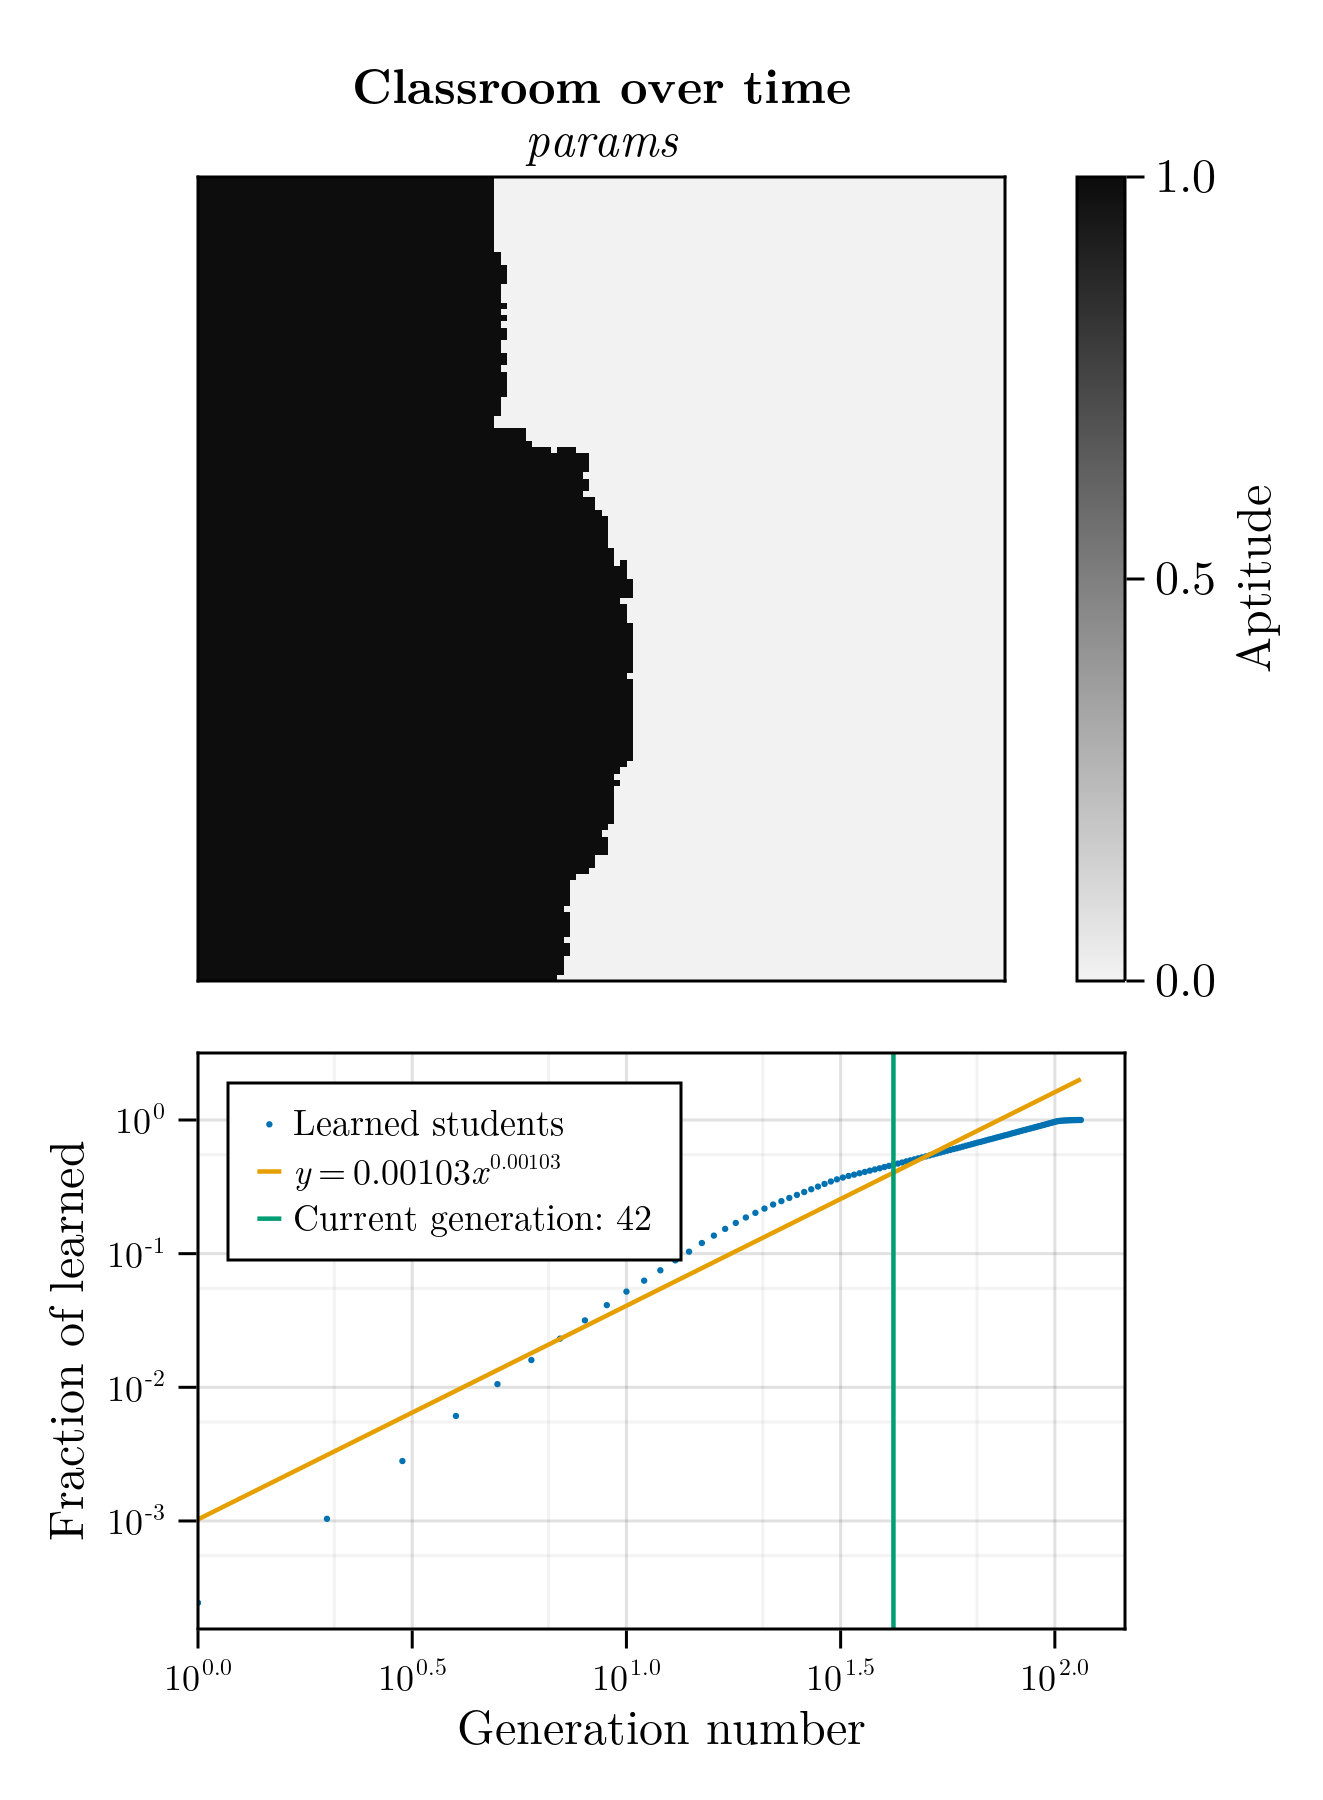 Classroom over time
params
1.0
0.5
0.0
Aptitude
Learned students
y = 0.00103x^0.00103
Current generation: 42
10^0
10^-1
10^-2
10^-3
Fraction of learned
10^0.0 10^0.5 10^1.0 10^1.5 10^2.0
Generation number